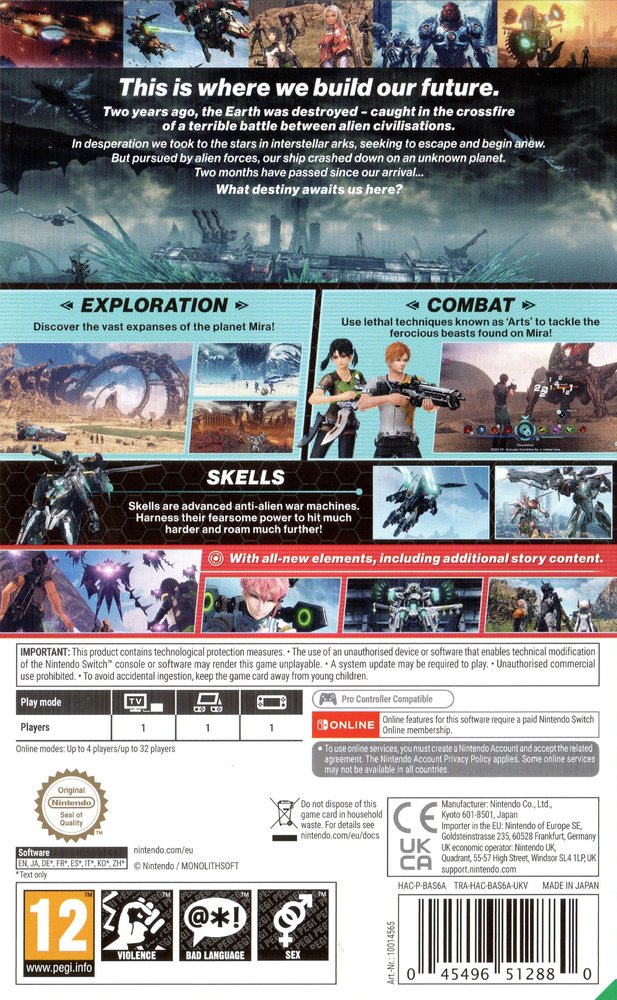 This is where we build our future.
Two years ago, the Earth was destroyed – caught in the crossfire
of a terrible battle between alien civilisations.
In desperation we took to the stars in interstellar arks, seeking to escape and begin anew.
But pursued by alien forces, our ship crashed down on an unknown planet.
Two months have passed since our arrival...
What destiny awaits us here?
EXPLORATION
Discover the vast expanses of the planet Mira!
COMBAT
Use lethal techniques known as ‘Arts’ to tackle the
ferocious beasts found on Mira!
SKELLS
Skells are advanced anti-alien war machines.
Harness their fearsome power to hit much
harder and roam much further!
With all-new elements, including additional story content.
IMPORTANT: This product contains technological protection measures. • The use of an unauthorised device or software that enables technical modification
of the Nintendo Switch™ console or software may render this game unplayable. • A system update may be required to play. • Unauthorised commercial
use prohibited. • To avoid accidental ingestion, keep the game card away from young children.
Play mode TV
Players 1 1 1
Online modes: Up to 4 players/up to 32 players
Pro Controller Compatible
ONLINE
Online features for this software require a paid Nintendo Switch
Online membership.
• To use online services, you must create a Nintendo Account and accept the related
agreement. The Nintendo Account Privacy Policy applies. Some online services
may not be available in all countries.
Original
Nintendo
Seal of
Quality
™
Software
EN, JA, DE*, FR*, ES*, IT*, KO*, ZH*
*Text only
nintendo.com/eu
© Nintendo / MONOLITHSOFT
Do not dispose of this
game card in household
waste. For details see
nintendo.com/eu/docs
CE
UK
CA
Manufacturer: Nintendo Co., Ltd.,
Kyoto 601-8501, Japan
Importer in the EU: Nintendo of Europe SE,
Goldsteinstrasse 235, 60528 Frankfurt, Germany
UK economic operator: Nintendo UK,
Quadrant, 55-57 High Street, Windsor SL4 1LP, UK
support.nintendo.com
HAC-P-BAS6A TRA-HAC-BAS6A-UKV MADE IN JAPAN
12
www.pegi.info
VIOLENCE
@*!
BAD LANGUAGE
SEX
Art.-Nr.: 10014565
0 45496 51288 0